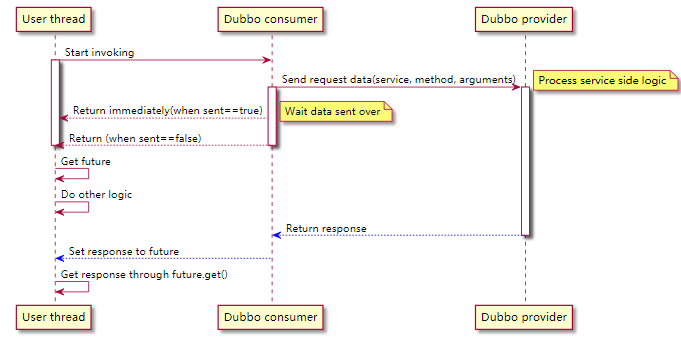 User thread
Dubbo consumer
Dubbo provider
Start invoking
Send request data(service, method, arguments)
Process service side logic
Return immediately(when sent==true)
Wait data sent over
Return (when sent==false)
Get future
Do other logic
Return response
Set response to future
Get response through future.get()
User thread
Dubbo consumer
Dubbo provider